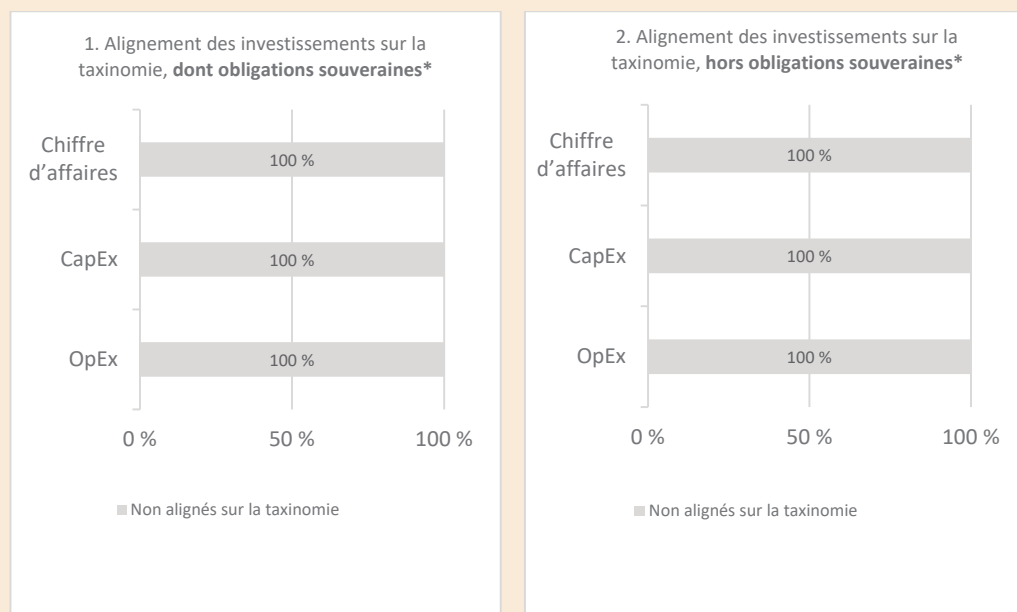 1. Alignement des investissements sur la
taxinomie, dont obligations souveraines*
Chiffre
d’affaires
100 %
CapEx
100 %
OpEx
100 %
0 %
50 %
100 %
Non alignés sur la taxinomie
2. Alignement des investissements sur la
taxinomie, hors obligations souveraines*
Chiffre
d’affaires
100 %
CapEx
100 %
OpEx
100 %
0 %
50 %
100 %
Non alignés sur la taxinomie